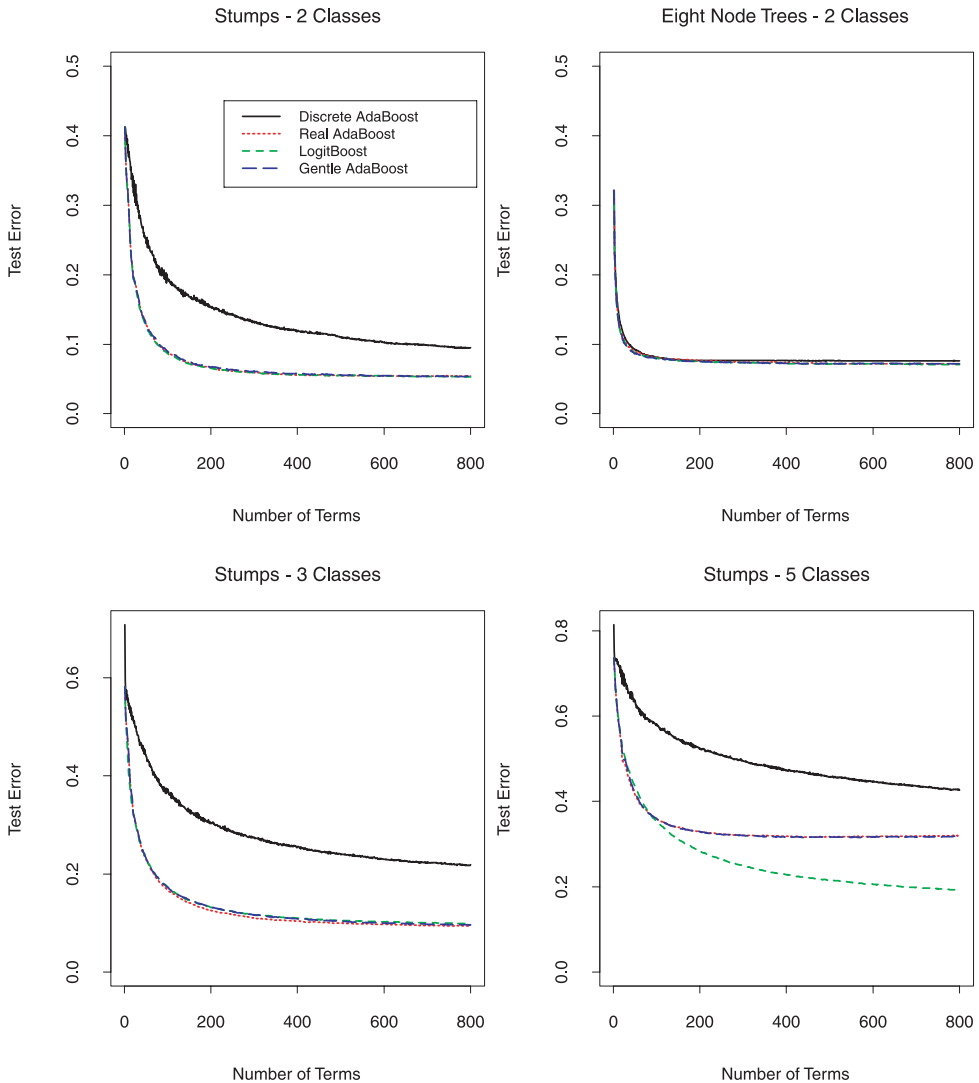 Stumps - 2 Classes
Test Error
0.5
0.4
0.3
0.2
0.1
0.0
Discrete AdaBoost
Real AdaBoost
LogitBoost
Gentle AdaBoost
0 200 400 600 800
Number of Terms
Eight Node Trees - 2 Classes
Test Error
0.5
0.4
0.3
0.2
0.1
0.0
0 200 400 600 800
Number of Terms
Stumps - 3 Classes
Test Error
0.6
0.4
0.2
0.0
0 200 400 600 800
Number of Terms
Stumps - 5 Classes
Test Error
0.8
0.6
0.4
0.2
0.0
0 200 400 600 800
Number of Terms